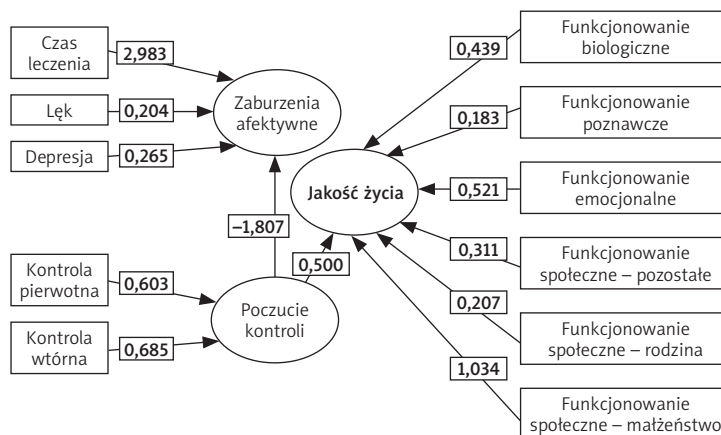 Czas
leczenia
2,983
Lęk
0,204
Depresja
0,265
Zaburzenia
afektywne
–1,807
Kontrola
pierwotna
0,603
Kontrola
wtórna
0,685
Poczucie
kontroli
0,500
Jakość życia
0,439
Funkcjonowanie
biologiczne
0,183
Funkcjonowanie
poznawcze
0,521
Funkcjonowanie
emocjonalne
0,311
Funkcjonowanie
społeczne – pozostałe
0,207
Funkcjonowanie
społeczne – rodzina
1,034
Funkcjonowanie
społeczne – małżeństwo